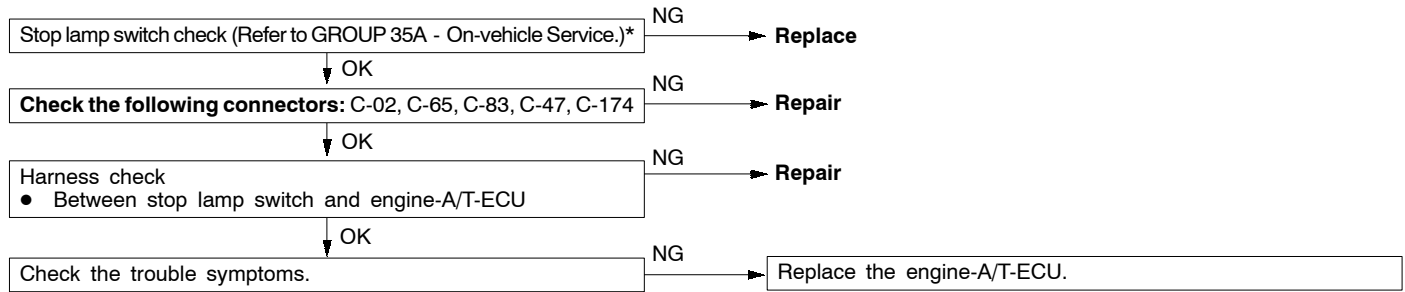 NG
Stop lamp switch check (Refer to GROUP 35A - On-vehicle Service.)*
Replace
OK
NG
Check the following connectors: C-02, C-65, C-83, C-47, C-174
Repair
OK
NG
Harness check
Repair
● Between stop lamp switch and engine-A/T-ECU
OK
NG
Check the trouble symptoms.
Replace the engine-A/T-ECU.